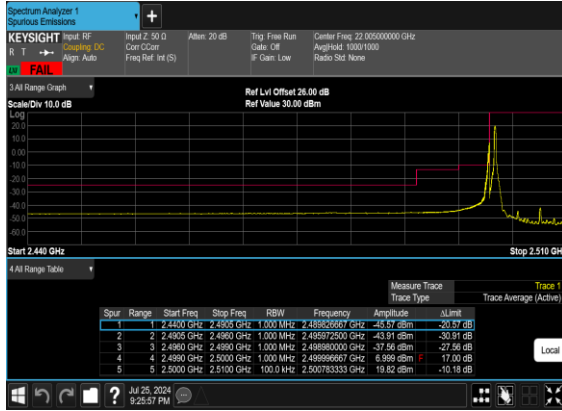 Spectrum Analyzer 1
Spurious Emissions
KEYSIGHT Input: RF Input Z: 50 Ω Atten: 20 dB Trig: Free Run Center Freq: 22.005000000 GHz
R T Coupling: DC Corr CCorr Gate: Off Avg|Hold: 1000/1000
Align: Auto Freq Ref: Int (S) IF Gain: Low Radio Std: None
FAIL
3 All Range Graph Ref Lvl Offset 26.00 dB
Scale/Div 10.0 dB Ref Value 30.00 dBm
Log
20.0
10.0
0.00
-10.0
-20.0
-30.0
-40.0
-50.0
-60.0
Start 2.440 GHz Stop 2.510 GH
4 All Range Table
Measure Trace Trace 1
Trace Type Trace Average (Active)
Spur Range Start Freq Stop Freq RBW Frequency Amplitude ΔLimit
1 1 2.4400 GHz 2.4905 GHz 1.000 MHz 2.489826667 GHz -45.57 dBm -20.57 dB
2 2 2.4905 GHz 2.4960 GHz 1.000 MHz 2.495972500 GHz -43.91 dBm -30.91 dB
3 3 2.4960 GHz 2.4990 GHz 1.000 MHz 2.498980000 GHz -37.56 dBm -27.56 dB
4 4 2.4990 GHz 2.5000 GHz 1.000 MHz 2.499996667 GHz 6.999 dBm F 17.00 dB
5 5 2.5000 GHz 2.5100 GHz 100.0 kHz 2.500783333 GHz 19.82 dBm -10.18 dB
Local
? Jul 25, 2024
9:25:57 PM